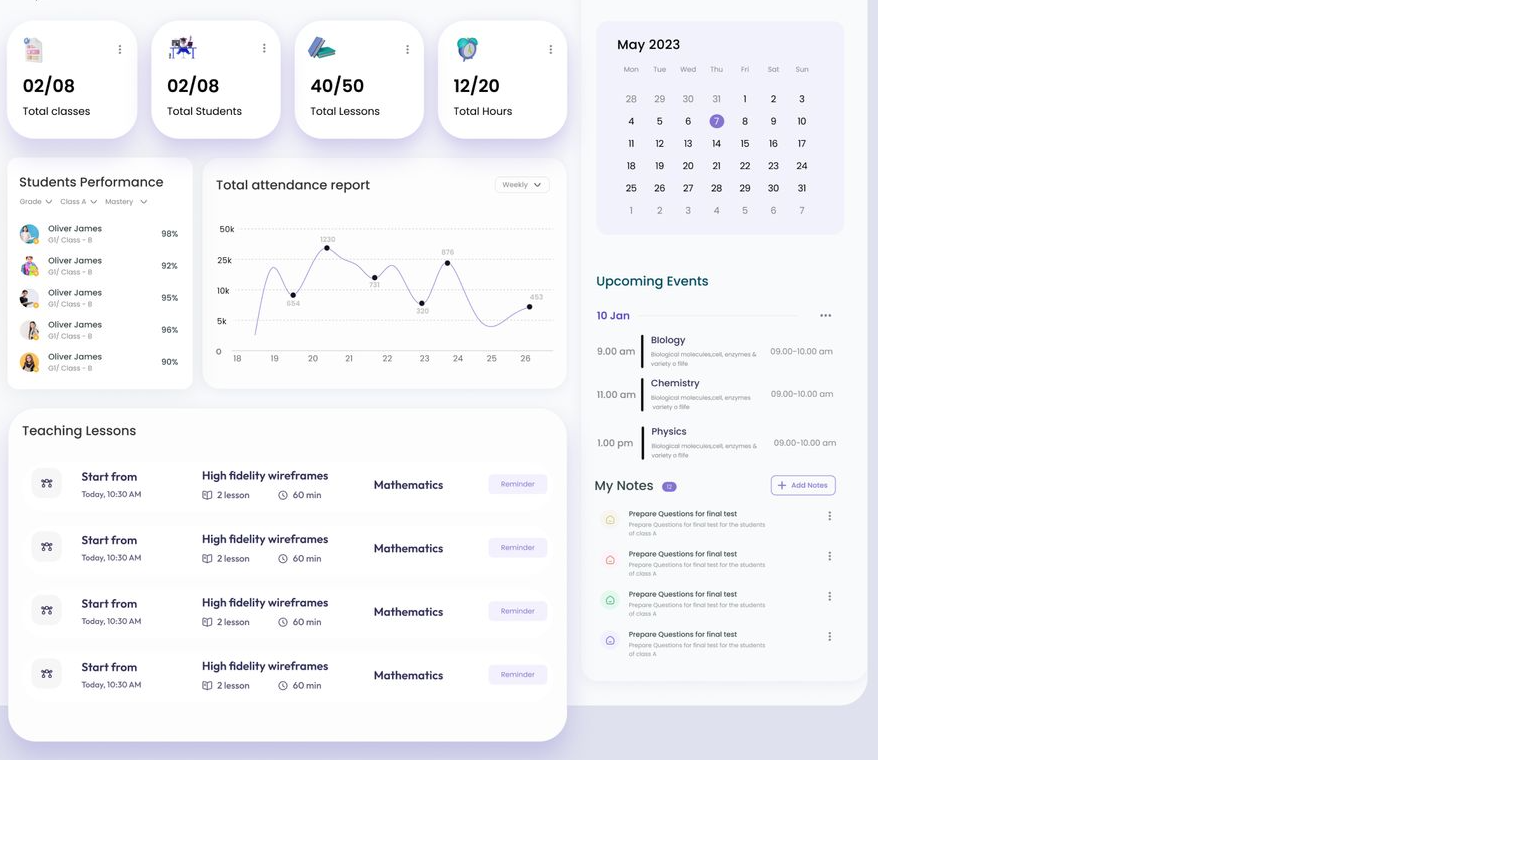 02/08
Total classes
02/08
Total Students
40/50
Total Lessons
12/20
Total Hours
Students Performance
Grade Class A Mastery
Oliver James
G1/ Class - B
98%
Oliver James
G1/ Class - B
92%
Oliver James
G1/ Class - B
95%
Oliver James
G1/ Class - B
96%
Oliver James
G1/ Class - B
90%
Total attendance report
Weekly
50k
25k
10k
5k
0
1230
654
731
320
876
453
18 19 20 21 22 23 24 25 26
Teaching Lessons
Start from
Today, 10:30 AM
High fidelity wireframes
2 lesson 60 min
Mathematics
Reminder
Start from
Today, 10:30 AM
High fidelity wireframes
2 lesson 60 min
Mathematics
Reminder
Start from
Today, 10:30 AM
High fidelity wireframes
2 lesson 60 min
Mathematics
Reminder
Start from
Today, 10:30 AM
High fidelity wireframes
2 lesson 60 min
Mathematics
Reminder
May 2023
Mon Tue Wed Thu Fri Sat Sun
28 29 30 31 1 2 3
4 5 6 7 8 9 10
11 12 13 14 15 16 17
18 19 20 21 22 23 24
25 26 27 28 29 30 31
1 2 3 4 5 6 7
Upcoming Events
10 Jan
9.00 am
BIology
Biological molecules,cell, enzymes &
variety o flife
09.00-10.00 am
11.00 am
Chemistry
Biological molecules,cell, enzymes
variety o flife
09.00-10.00 am
1.00 pm
Physics
Biological molecules,cell, enzymes &
variety o flife
09.00-10.00 am
My Notes 12
Add Notes
Prepare Questions for final test
Prepare Questions for final test for the students
of class A
Prepare Questions for final test
Prepare Questions for final test for the students
of class A
Prepare Questions for final test
Prepare Questions for final test for the students
of class A
Prepare Questions for final test
Prepare Questions for final test for the students
of class A